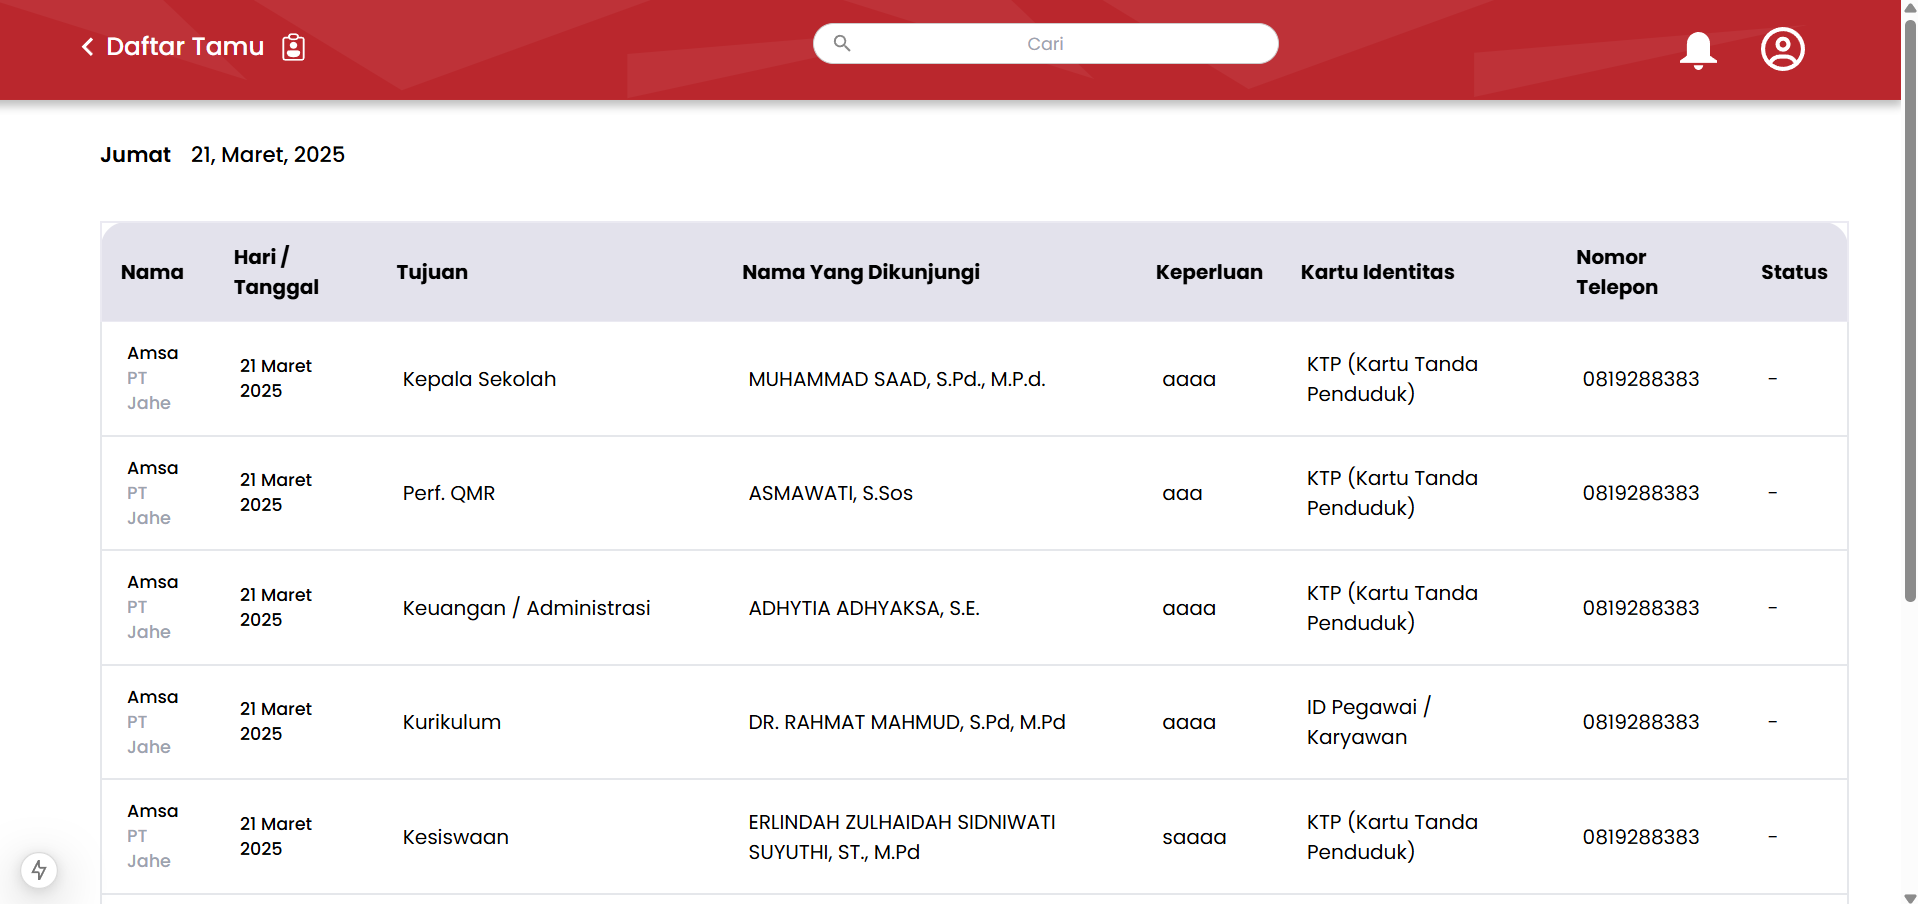 Daftar Tamu
Cari
Jumat 21, Maret, 2025
Nama
Hari /
Tanggal
Tujuan
Nama Yang Dikunjungi
Keperluan
Kartu Identitas
Nomor
Telepon
Status
Amsa
PT
Jahe
21 Maret
2025
Kepala Sekolah
MUHAMMAD SAAD, S.Pd., M.P.d.
aaaa
KTP (Kartu Tanda
Penduduk)
0819288383
-
Amsa
PT
Jahe
21 Maret
2025
Perf. QMR
ASMAWATI, S.Sos
aaa
KTP (Kartu Tanda
Penduduk)
0819288383
-
Amsa
PT
Jahe
21 Maret
2025
Keuangan / Administrasi
ADHYTIA ADHYAKSA, S.E.
aaaa
KTP (Kartu Tanda
Penduduk)
0819288383
-
Amsa
PT
Jahe
21 Maret
2025
Kurikulum
DR. RAHMAT MAHMUD, S.Pd, M.Pd
aaaa
ID Pegawai /
Karyawan
0819288383
-
Amsa
PT
Jahe
21 Maret
2025
Kesiswaan
ERLINDAH ZULHAIDAH SIDNIWATI
SUYUTHI, ST., M.Pd
saaaa
KTP (Kartu Tanda
Penduduk)
0819288383
-